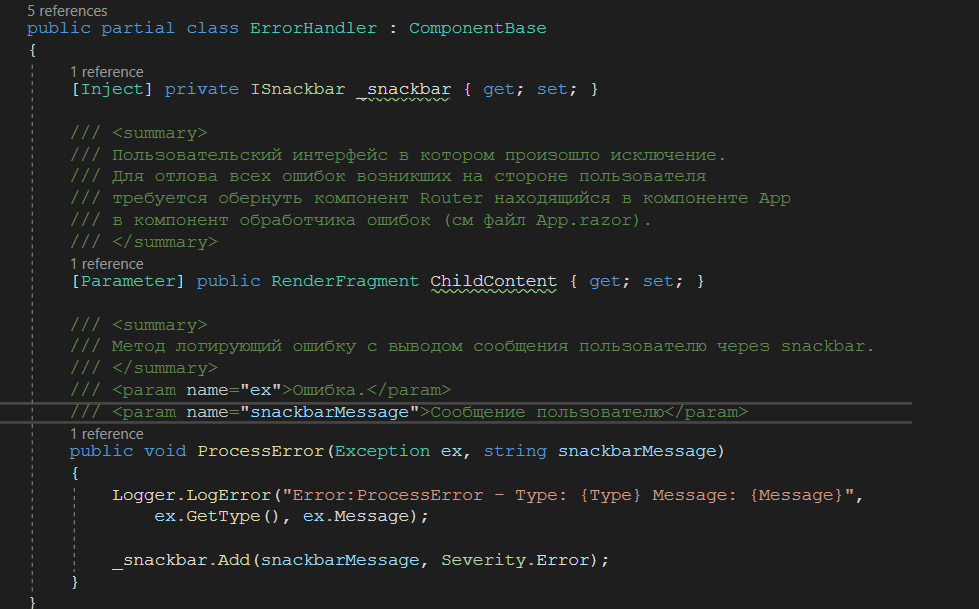 5 references
public partial class ErrorHandler : ComponentBase
{
1 reference
[Inject] private ISnackbar _snackbar { get; set; }
/// <summary>
/// Пользовательский интерфейс в котором произошло исключение.
/// Для отлова всех ошибок возникших на стороне пользователя
/// требуется обернуть компонент Router находящийся в компоненте App
/// в компонент обработчика ошибок (см файл App.razor).
/// </summary>
1 reference
[Parameter] public RenderFragment ChildContent { get; set; }
/// <summary>
/// Метод логирующий ошибку с выводом сообщения пользователю через snackbar.
/// </summary>
/// <param name="ex">Ошибка.</param>
/// <param name="snackbarMessage">Сообщение пользователю</param>
1 reference
public void ProcessError(Exception ex, string snackbarMessage)
{
Logger.LogError("Error:ProcessError - Type: {Type} Message: {Message}",
ex.GetType(), ex.Message);
_snackbar.Add(snackbarMessage, Severity.Error);
}
}